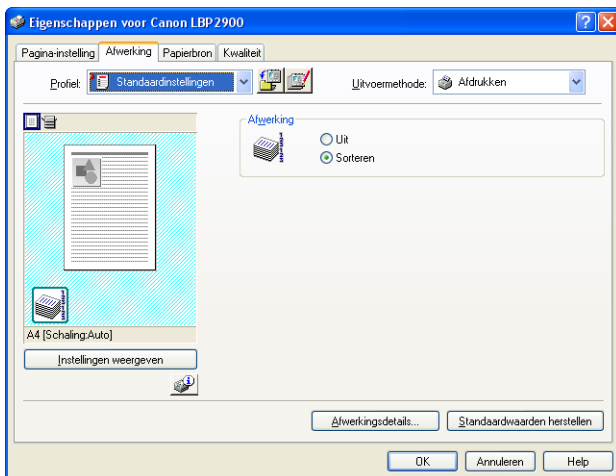 Eigenschappen voor Canon LBP2900
Pagina-instelling Afwerking Papierbron Kwaliteit
Profiel: Standaardinstellingen Uitvoermethode: Afdrukken
Afwerking
Uit
Sorteren
A4 [Schaling:Auto]
Instellingen weergeven
Afwerkingsdetails... Standaardwaarden herstellen
OK Annuleren Help